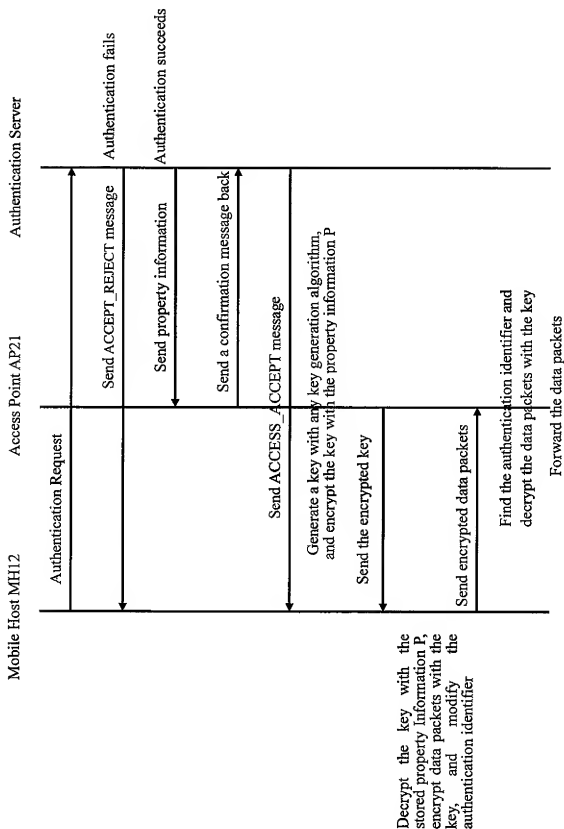 Mobile Host MH12
Access Point AP21
Authentication Server
Authentication Request
Send ACCEPT_REJECT message
Authentication fails
Send property information
Authentication succeeds
Send a confirmation message back
Send ACCESS_ACCEPT message
Generate a key with any key generation algorithm,
and encrypt the key with the property information P
Send the encrypted key
Decrypt the key with the
stored property Information P,
encrypt data packets with the
key, and modify the
authentication identifier
Send encrypted data packets
Find the authentication identifier and
decrypt the data packets with the key
Forward the data packets